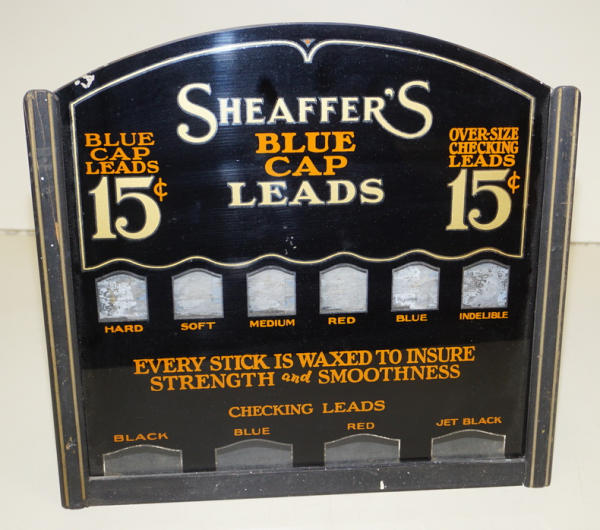 SHEAFFER'S
BLUE
CAP
LEADS
BLUE
CAP
LEADS
15¢
OVER-SIZE
CHECKING
LEADS
15¢
HARD SOFT MEDIUM RED BLUE INDELIBLE
EVERY STICK IS WAXED TO INSURE
STRENGTH and SMOOTHNESS
CHECKING LEADS
BLACK BLUE RED JET BLACK